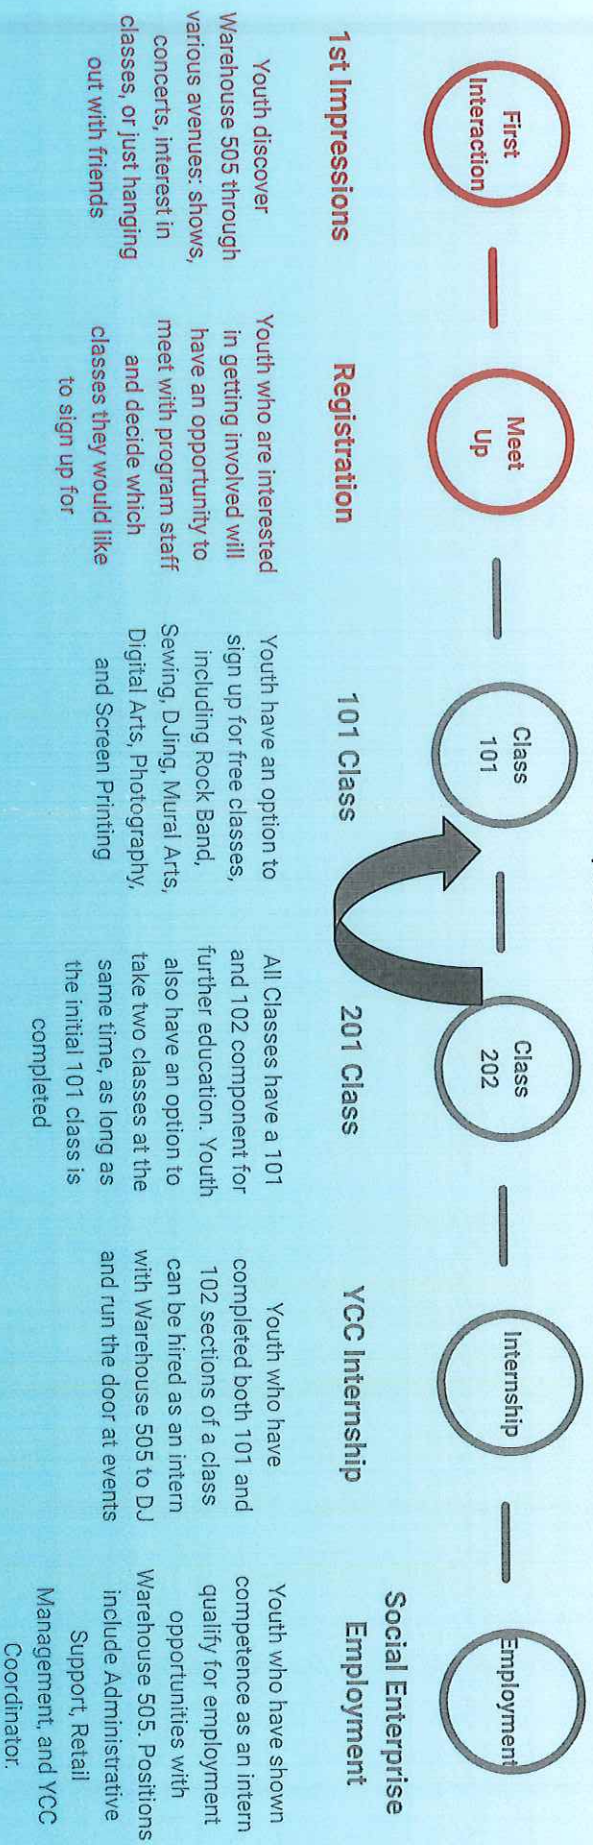 First
Interaction
Meet
Up
Class
101
Class
202
Internship
Employment
1st Impressions
Youth discover
Warehouse 505 through
various avenues: shows,
concerts, interest in
classes, or just hanging
out with friends
Registration
Youth who are interested
in getting involved will
have an opportunity to
meet with program staff
and decide which
classes they would like
to sign up for
101 Class
Youth have an option to
sign up for free classes,
including Rock Band,
Sewing, DJing, Mural Arts,
Digital Arts, Photography,
and Screen Printing
201 Class
All Classes have a 101
and 102 component for
further education. Youth
also have an option to
take two classes at the
same time, as long as
the initial 101 class is
completed
YCC Internship
Youth who have
completed both 101 and
102 sections of a class
can be hired as an intern
with Warehouse 505 to DJ
and run the door at events
Social Enterprise
Employment
Youth who have shown
competence as an intern
qualify for employment
opportunities with
Warehouse 505. Positions
include Administrative
Support, Retail
Management, and YCC
Coordinator.